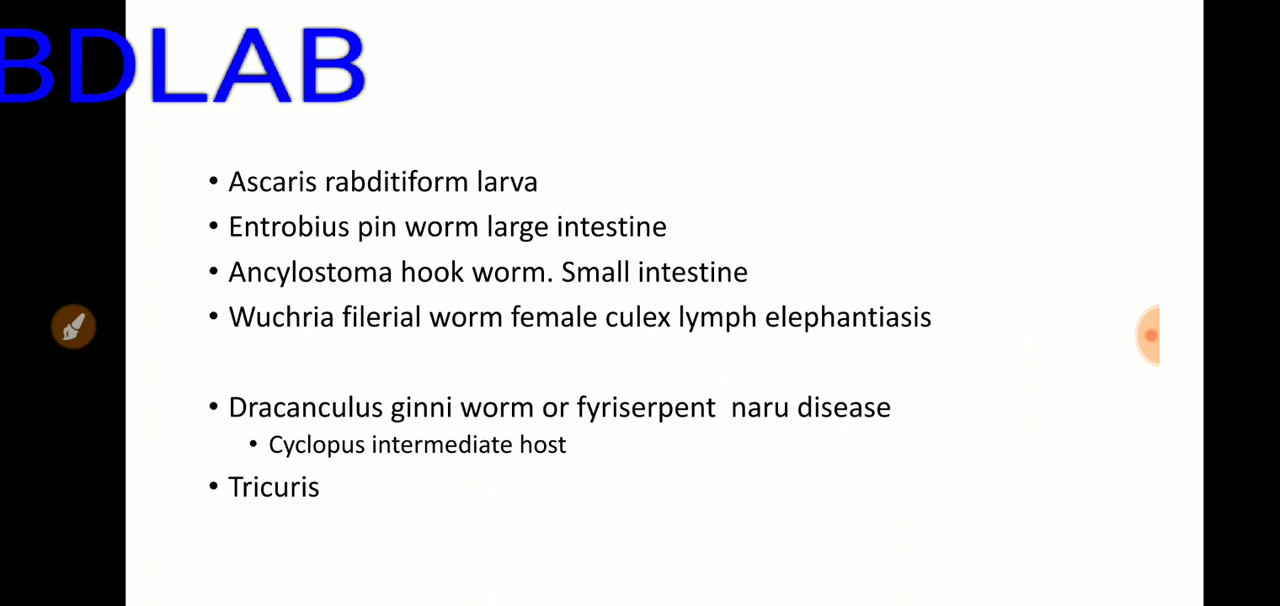 BDLAB
• Ascaris rabditiform larva
• Entrobius pin worm large intestine
• Ancylostoma hook worm. Small intestine
• Wuchria filerial worm female culex lymph elephantiasis
• Dracanculus ginni worm or fyriserpent naru disease
• Cyclopus intermediate host
• Tricuris